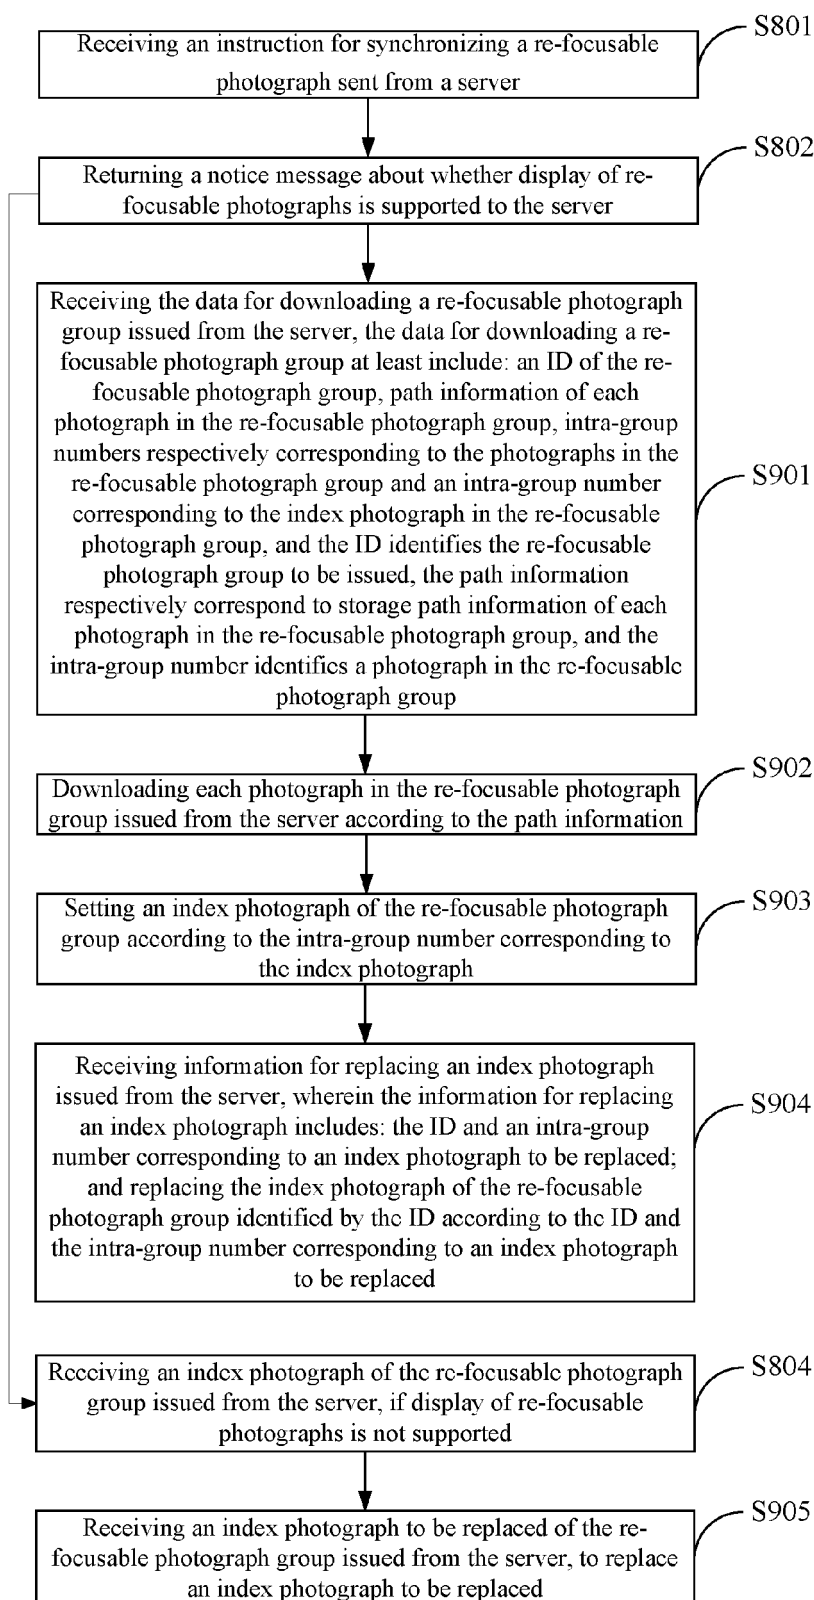 S801
Receiving an instruction for synchronizing a re-focusable
photograph sent from a server
S802
Returning a notice message about whether display of re-
focusable photographs is supported to the server
Receiving the data for downloading a re-focusable photograph
group issued from the server, the data for downloading a re-
focusable photograph group at least include: an ID of the re-
focusable photograph group, path information of each
photograph in the re-focusable photograph group, intra-group
numbers respectively corresponding to the photographs in the
re-focusable photograph group and an intra-group number
corresponding to the index photograph in the re-focusable
photograph group, and the ID identifies the re-focusable
photograph group to be issued, the path information
respectively correspond to storage path information of each
photograph in the re-focusable photograph group, and the
intra-group number identifies a photograph in the re-focusable
photograph group
S901
S902
Downloading each photograph in the re-focusable photograph
group issued from the server according to the path information
S903
Setting an index photograph of the re-focusable photograph
group according to the intra-group number corresponding to
the index photograph
Receiving information for replacing an index photograph
issued from the server, wherein the information for replacing
an index photograph includes: the ID and an intra-group
number corresponding to an index photograph to be replaced;
and replacing the index photograph of the re-focusable
photograph group identified by the ID according to the ID and
the intra-group number corresponding to an index photograph
to be replaced
S904
S804
Receiving an index photograph of the re-focusable photograph
group issued from the server, if display of re-focusable
photographs is not supported
S905
Receiving an index photograph to be replaced of the re-
focusable photograph group issued from the server, to replace
an index photograph to be replaced